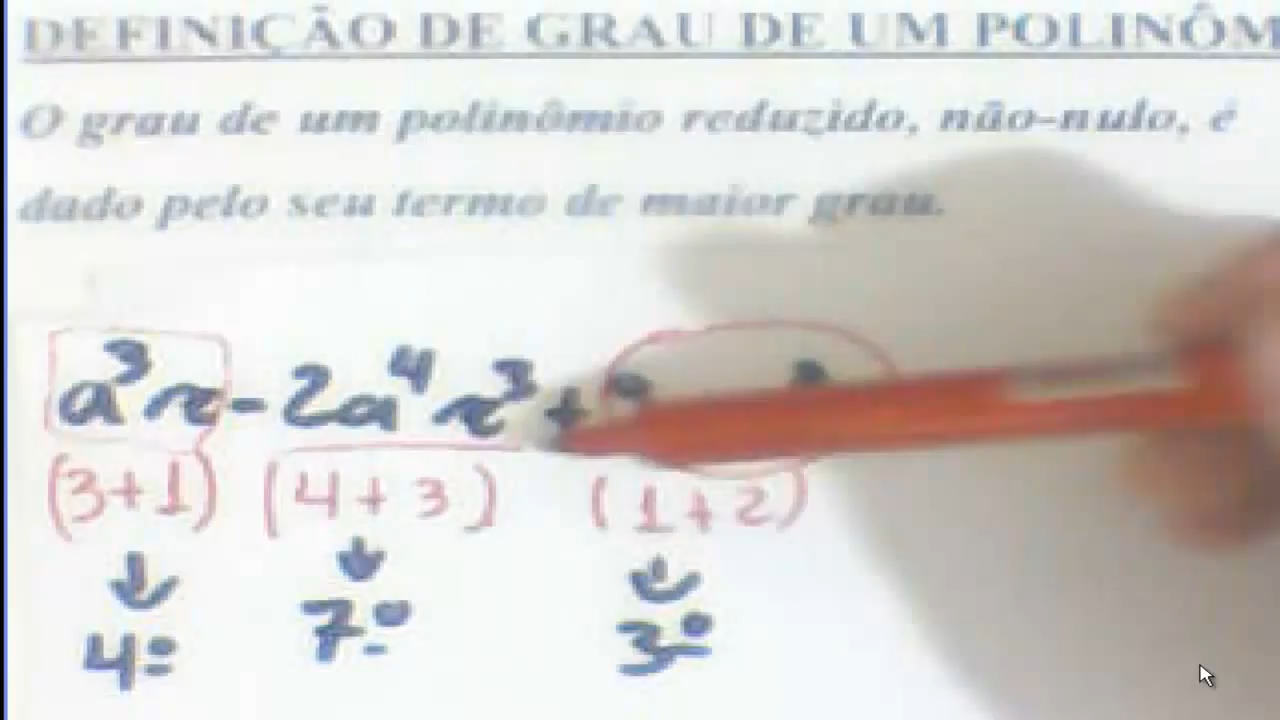 DEFINIÇÃO DE GRAU DE UM POLINÔM
O grau de um polinômio reduzido, não-nulo, é
dado pelo seu termo de maior grau.
a³x - 2a⁴x³ +
(3+1) (4+3) (1+2)
↓ ↓ ↓
4º 7º 3º